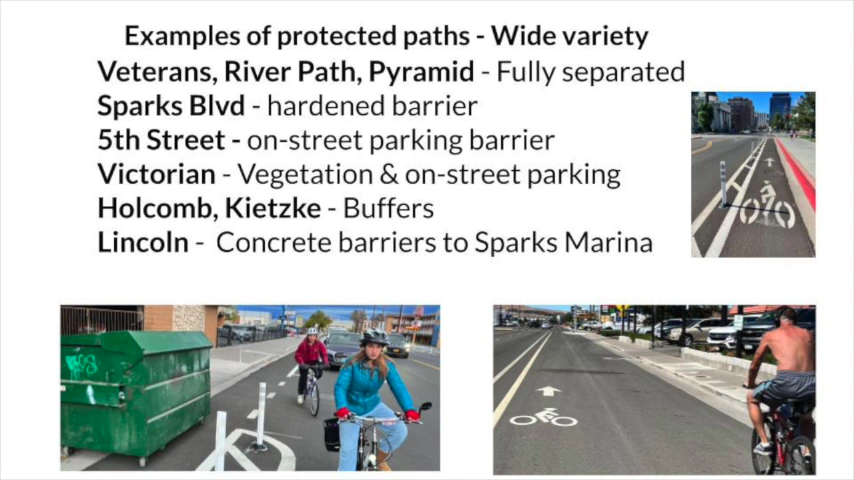 Examples of protected paths - Wide variety
Veterans, River Path, Pyramid - Fully separated
Sparks Blvd - hardened barrier
5th Street - on-street parking barrier
Victorian - Vegetation & on-street parking
Holcomb, Kietzke - Buffers
Lincoln - Concrete barriers to Sparks Marina